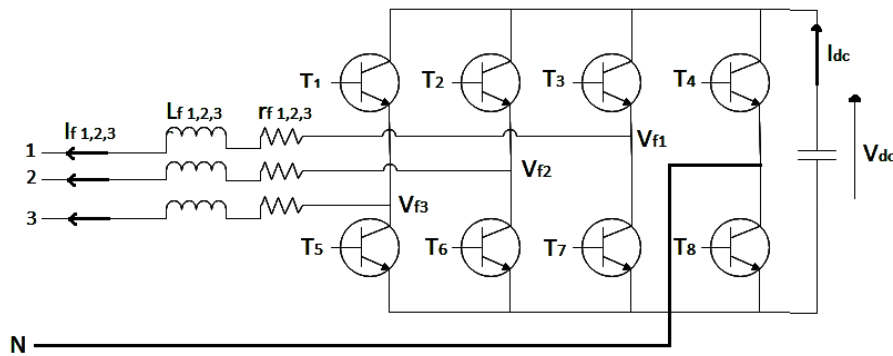 T1 T2 T3 T4 Idc
If 1,2,3 Lf 1,2,3 rf 1,2,3
1 Vf1 Vdc
2 Vf2
3 Vf3
T5 T6 T7 T8
N